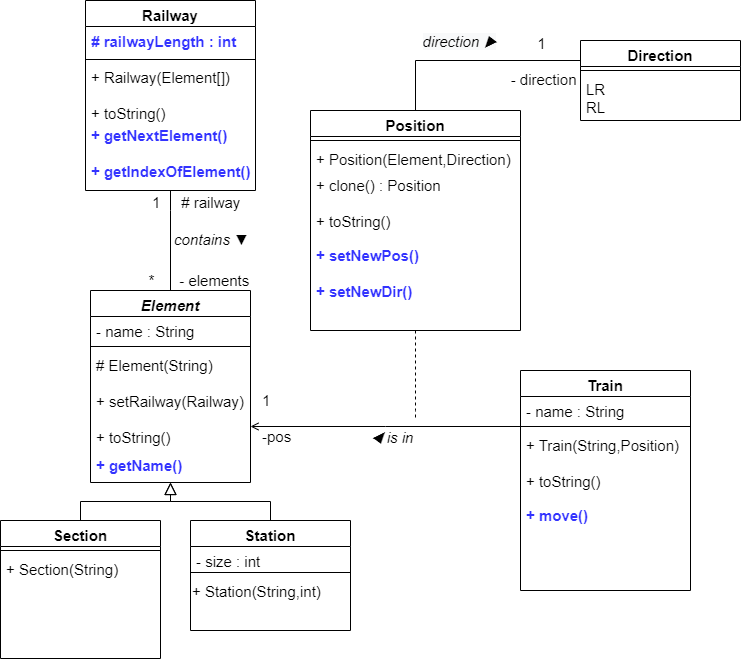 Railway
# railwayLength : int
+ Railway(Element[])
+ toString()
+ getNextElement()
+ getIndexOfElement()
1
# railway
contains ▼
*
- elements
direction ▶
1
- direction
Direction
LR
RL
Position
+ Position(Element,Direction)
+ clone() : Position
+ toString()
+ setNewPos()
+ setNewDir()
Element
- name : String
# Element(String)
+ setRailway(Railway)
+ toString()
+ getName()
1
-pos
◀ is in
Train
- name : String
+ Train(String,Position)
+ toString()
+ move()
Section
+ Section(String)
Station
- size : int
+ Station(String,int)